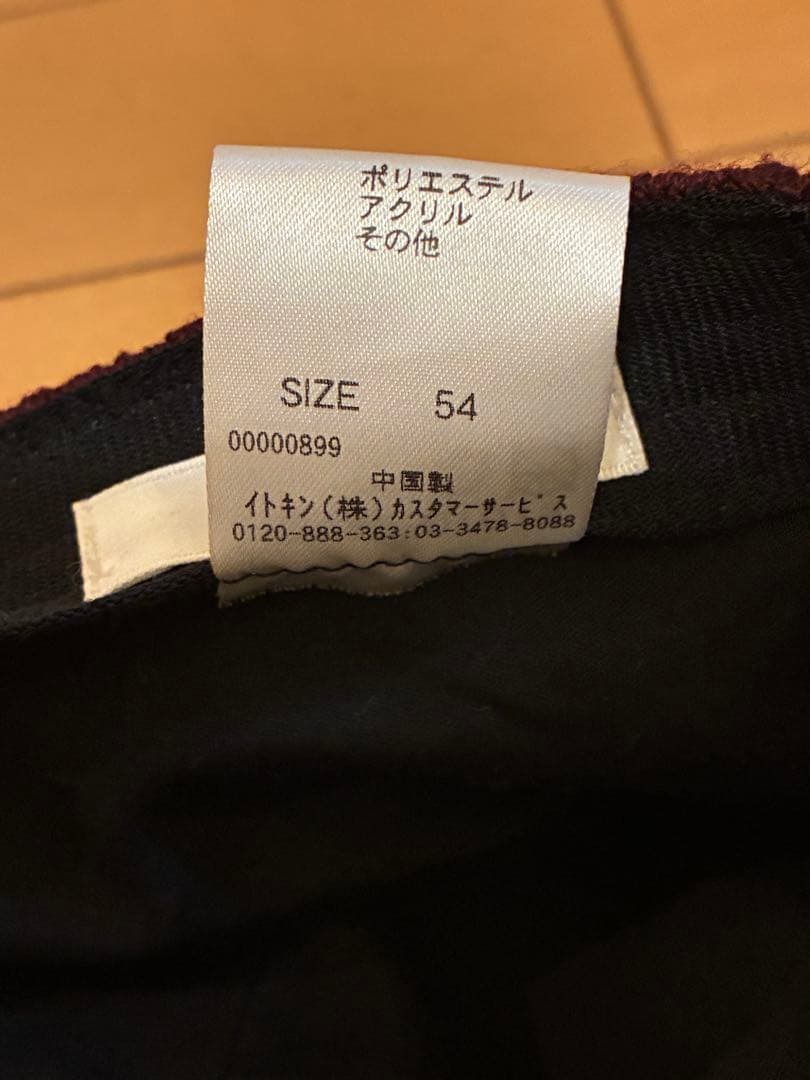 ポリエステル
アクリル
その他
SIZE 54
00000899
中国製
イトキン(株)カスタマーサービス
0120-888-363:03-3478-8088